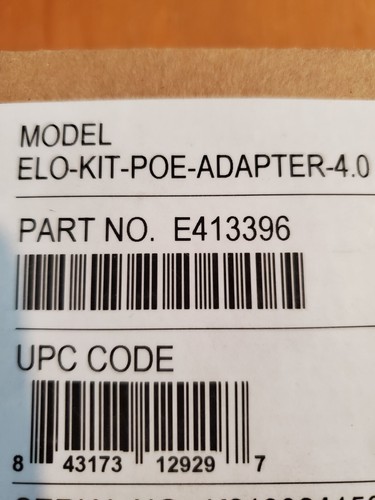 MODEL
ELO-KIT-POE-ADAPTER-4.0
PART NO. E413396
UPC CODE
8 43173 12929 7